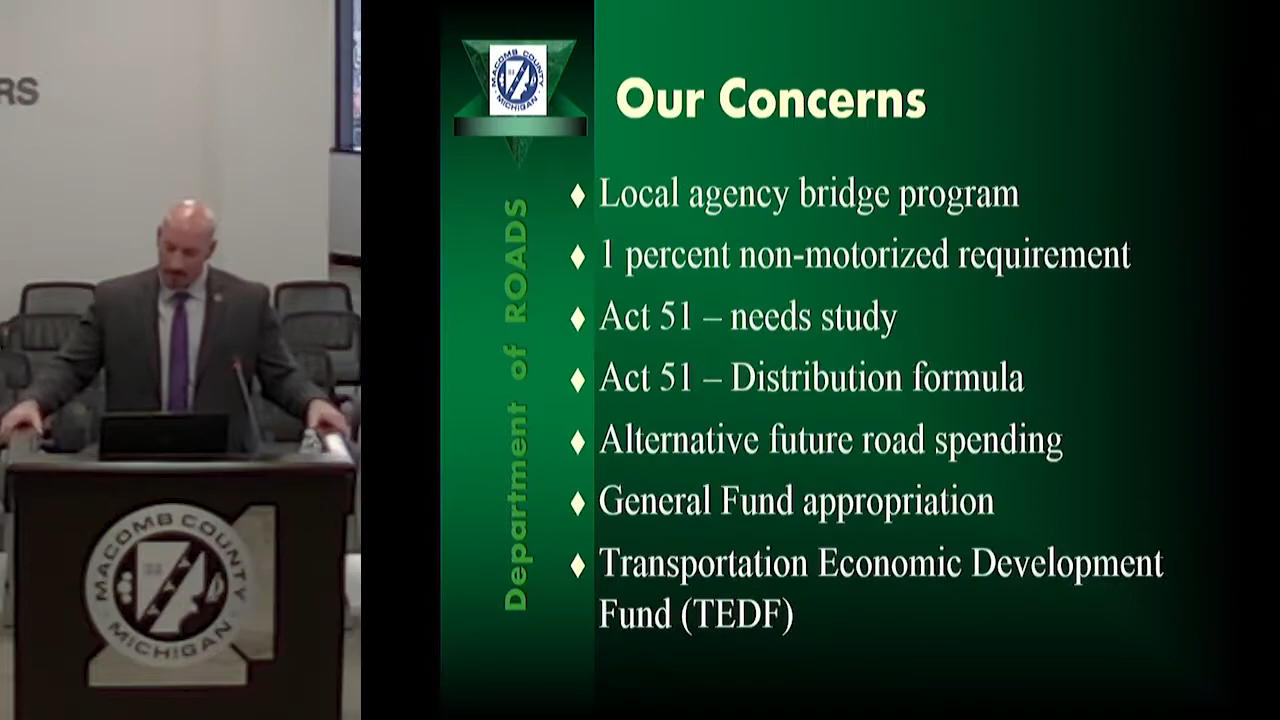 RS
MACOMB COUNTY
MICHIGAN
MACOMB COUNTY
MICHIGAN
Department of ROADS
Our Concerns
Local agency bridge program
1 percent non-motorized requirement
Act 51 – needs study
Act 51 – Distribution formula
Alternative future road spending
General Fund appropriation
Transportation Economic Development
Fund (TEDF)